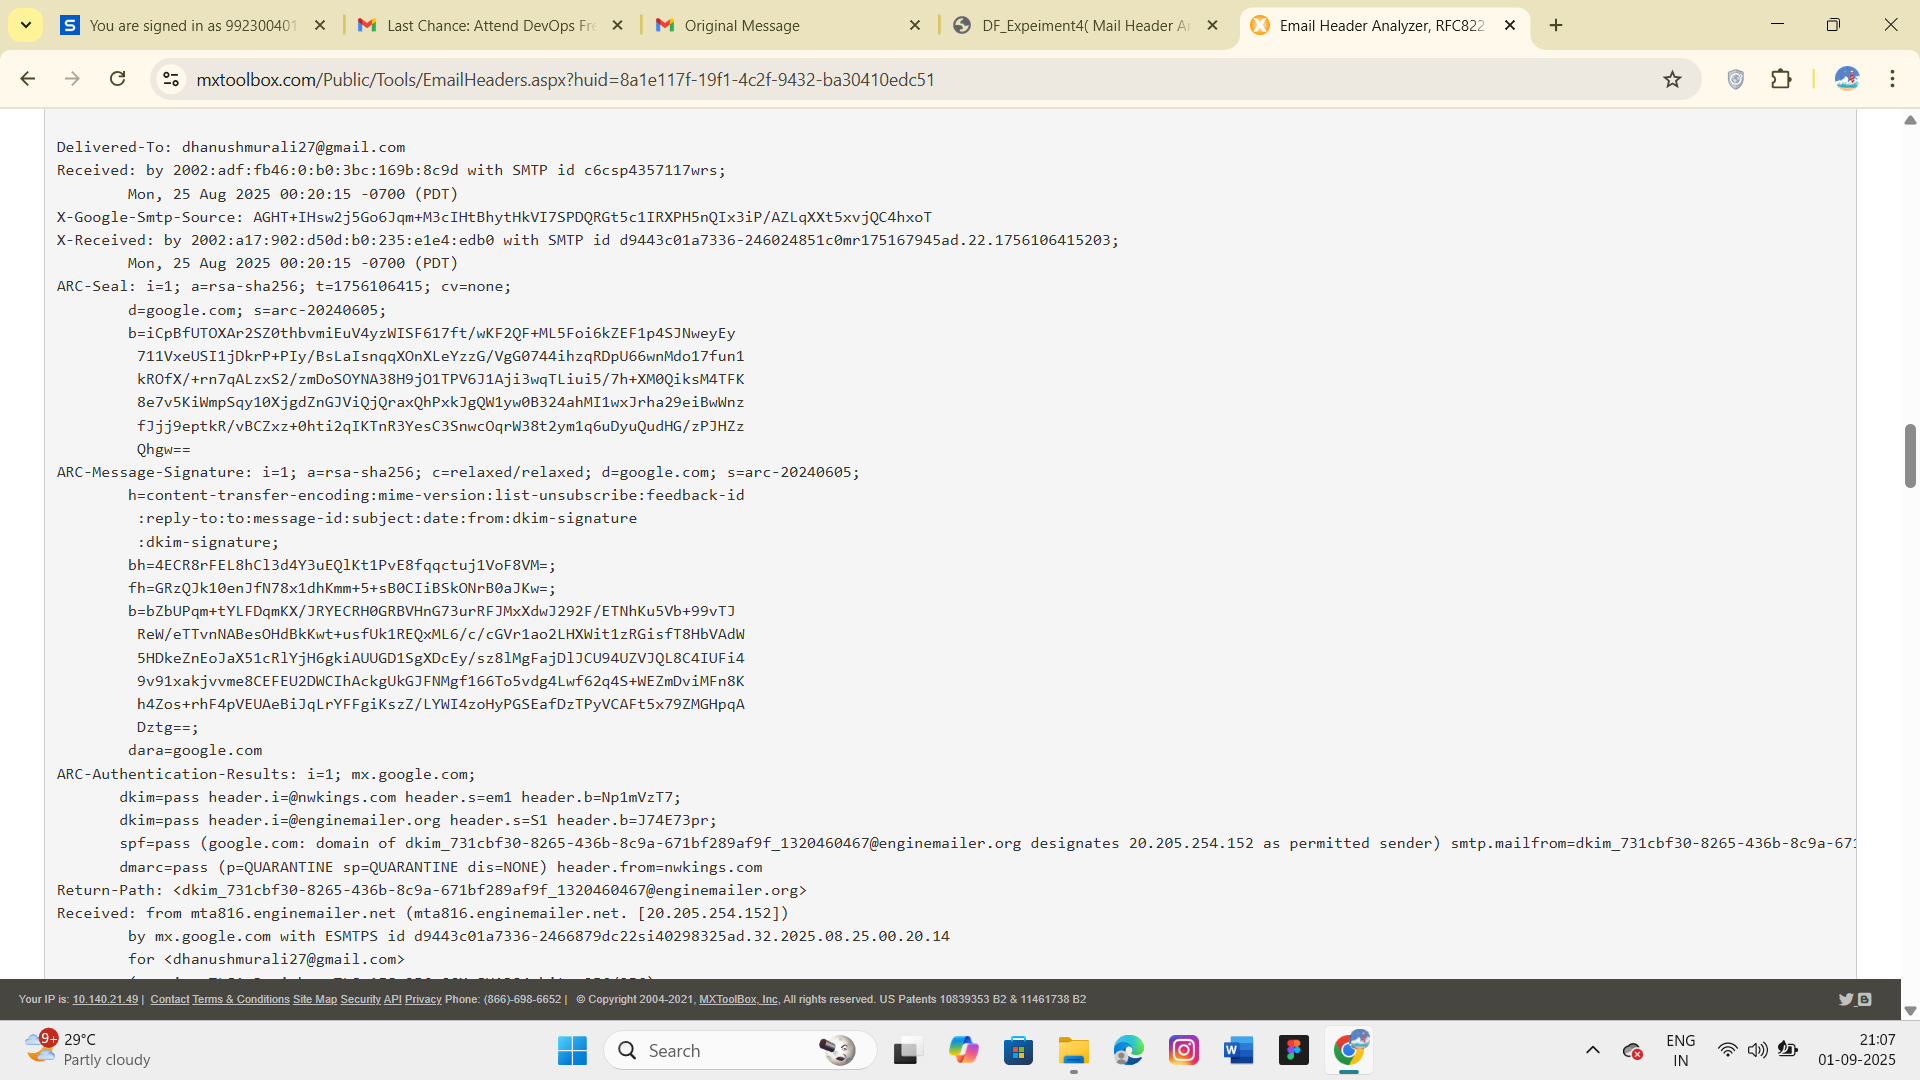 You are signed in as 992300401
Last Chance: Attend DevOps Fre
Original Message
DF_Expeiment4( Mail Header Ar
Email Header Analyzer, RFC822
mxtoolbox.com/Public/Tools/EmailHeaders.aspx?huid=8a1e117f-19f1-4c2f-9432-ba30410edc51
Delivered-To: dhanushmurali27@gmail.com
Received: by 2002:adf:fb46:0:b0:3bc:169b:8c9d with SMTP id c6csp4357117wrs;
Mon, 25 Aug 2025 00:20:15 -0700 (PDT)
X-Google-Smtp-Source: AGHT+IHsw2j5Go6Jqm+M3cIHtBhytHkVI7SPDQRGt5c1IRXPH5nQIx3iP/AZLqXXt5xvjQC4hxoT
X-Received: by 2002:a17:902:d50d:b0:235:e1e4:edb0 with SMTP id d9443c01a7336-246024851c0mr175167945ad.22.1756106415203;
Mon, 25 Aug 2025 00:20:15 -0700 (PDT)
ARC-Seal: i=1; a=rsa-sha256; t=1756106415; cv=none;
d=google.com; s=arc-20240605;
b=iCpBfUTOXAr2SZ0thbvmiEuV4yzWISF617ft/wKF2QF+ML5Foi6kZEF1p4SJNweyEy
711VxeUSI1jDkrP+PIy/BsLaIsnqqXOnXLeYzzG/VgG0744ihzqRDpU66wnMdo17fun1
kROfX/+rn7qALzxS2/zmDoSOYNA38H9jO1TPV6J1Aji3wqTLiui5/7h+XM0QiksM4TFK
8e7v5KiWmpSqy10XjgdZnGJViQjQraxQhPxkJgQW1yw0B324ahMI1wxJrha29eiBwWnz
fJjj9eptkR/vBCZxz+0hti2qIKTnR3YesC3SnwcOqrW38t2ym1q6uDyuQudHG/zPJHZz
Qhgw==
ARC-Message-Signature: i=1; a=rsa-sha256; c=relaxed/relaxed; d=google.com; s=arc-20240605;
h=content-transfer-encoding:mime-version:list-unsubscribe:feedback-id
:reply-to:to:message-id:subject:date:from:dkim-signature
:dkim-signature;
bh=4ECR8rFEL8hCl3d4Y3uEQlKt1PvE8fqqctuj1VoF8VM=;
fh=GRzQJk10enJfN78x1dhKmm+5+sB0CIiBSkONrB0aJKw=;
b=bZbUPqm+tYLFDqmKX/JRYECRH0GRBVHnG73urRFJMxXdwJ292F/ETNhKu5Vb+99vTJ
ReW/eTTvnNABesOHdBkKwt+usfUk1REQxML6/c/cGVr1ao2LHXWit1zRGisfT8HbVAdW
5HDkeZnEoJaX51cRlYjH6gkiAUUGD1SgXDcEy/sz8lMgFajDlJCU94UZVJQL8C4IUFi4
9v91xakjvvme8CEFEU2DWCIhAckgUkGJFNMgf166To5vdg4Lwf62q4S+WEZmDviMFn8K
h4Zos+rhF4pVEUAeBiJqLrYFFgiKszZ/LYWI4zoHyPGSEafDzTPyVCAFt5x79ZMGHpqA
Dztg==;
dara=google.com
ARC-Authentication-Results: i=1; mx.google.com;
dkim=pass header.i=@nwkings.com header.s=em1 header.b=Np1mVzT7;
dkim=pass header.i=@enginemailer.org header.s=S1 header.b=J74E73pr;
spf=pass (google.com: domain of dkim_731cbf30-8265-436b-8c9a-671bf289af9f_1320460467@enginemailer.org designates 20.205.254.152 as permitted sender) smtp.mailfrom=dkim_731cbf30-8265-436b-8c9a-671
dmarc=pass (p=QUARANTINE sp=QUARANTINE dis=NONE) header.from=nwkings.com
Return-Path: <dkim_731cbf30-8265-436b-8c9a-671bf289af9f_1320460467@enginemailer.org>
Received: from mta816.enginemailer.net (mta816.enginemailer.net. [20.205.254.152])
by mx.google.com with ESMTPS id d9443c01a7336-2466879dc22si40298325ad.32.2025.08.25.00.20.14
for <dhanushmurali27@gmail.com>
Your IP is: 10.140.21.49 | Contact Terms & Conditions Site Map Security API Privacy Phone: (866)-698-6652 | © Copyright 2004-2021, MXToolBox, Inc, All rights reserved. US Patents 10839353 B2 & 11461738 B2
9+
29°C
Partly cloudy
Search
ENG
IN
21:07
01-09-2025